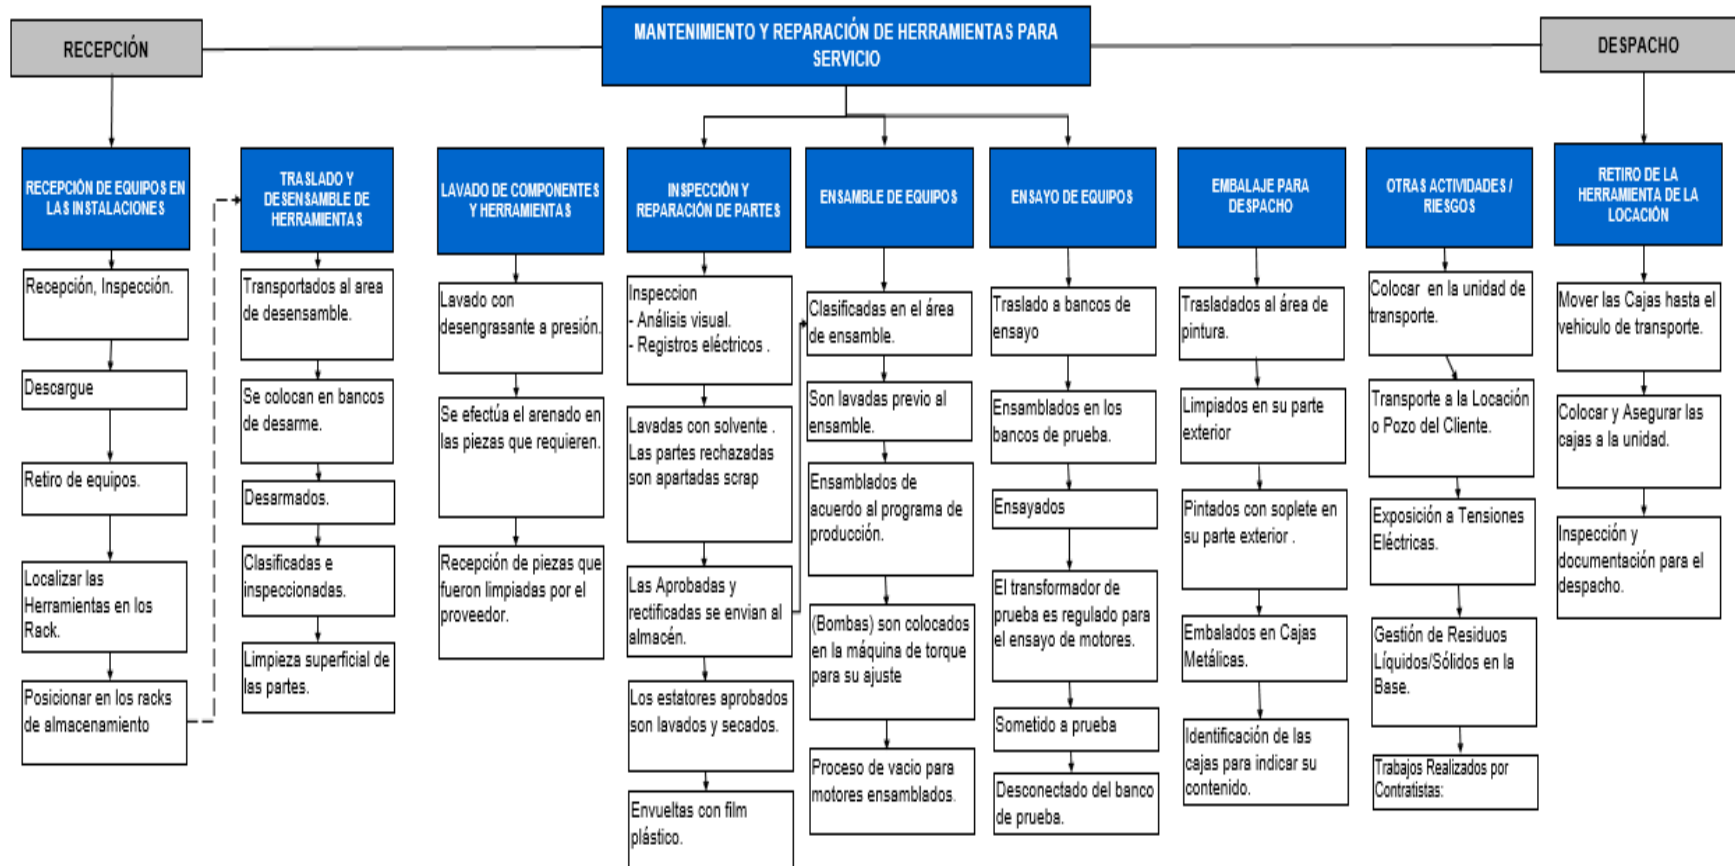 RECEPCIÓN
MANTENIMIENTO Y REPARACIÓN DE HERRAMIENTAS PARA
SERVICIO
DESPACHO
RECEPCIÓN DE EQUIPOS EN
LAS INSTALACIONES
Recepción, Inspección.
Descargue
Retiro de equipos.
Localizar las
Herramientas en los
Rack.
Posicionar en los racks
de almacenamiento
TRASLADO Y
DESENSAMBLE DE
HERRAMIENTAS
Transportados al area
de desensamble.
Se colocan en bancos
de desarme.
Desarmados.
Clasificadas e
inspeccionadas.
Limpieza superficial de
las partes.
LAVADO DE COMPONENTES
Y HERRAMIENTAS
Lavado con
desengrasante a presión.
Se efectúa el arenado en
las piezas que requieren.
Recepción de piezas que
fueron limpiadas por el
proveedor.
INSPECCIÓN Y
REPARACIÓN DE PARTES
Inspeccion
- Análisis visual.
- Registros eléctricos .
Lavadas con solvente .
Las partes rechazadas
son apartadas scrap
Las Aprobadas y
rectificadas se envian al
almacén.
Los estatores aprobados
son lavados y secados.
Envueltas con film
plástico.
ENSAMBLE DE EQUIPOS
Clasificadas en el área
de ensamble.
Son lavadas previo al
ensamble.
Ensamblados de
acuerdo al programa de
producción.
(Bombas) son colocados
en la máquina de torque
para su ajuste
Proceso de vacio para
motores ensamblados.
ENSAYO DE EQUIPOS
Traslado a bancos de
ensayo
Ensamblados en los
bancos de prueba.
Ensayados
El transformador de
prueba es regulado para
el ensayo de motores.
Sometido a prueba
Desconectado del banco
de prueba.
EMBALAJE PARA
DESPACHO
Trasladados al área de
pintura.
Limpiados en su parte
exterior
Pintados con soplete en
su parte exterior .
Embalados en Cajas
Metálicas.
Identificación de las
cajas para indicar su
contenido.
OTRAS ACTIVIDADES /
RIESGOS
Colocar en la unidad de
transporte.
Transporte a la Locación
o Pozo del Cliente.
Exposición a Tensiones
Eléctricas.
Gestión de Residuos
Líquidos/Sólidos en la
Base.
Trabajos Realizados por
Contratistas:
RETIRO DE LA
HERRAMIENTA DE LA
LOCACIÓN
Mover las Cajas hasta el
vehiculo de transporte.
Colocar y Asegurar las
cajas a la unidad.
Inspección y
documentación para el
despacho.